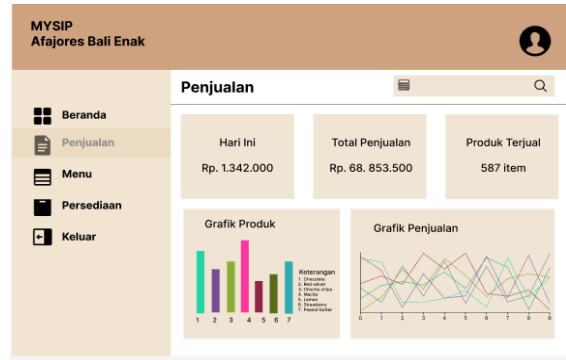 MYSIP
Afajores Bali Enak
Penjualan
Beranda
Penjualan
Menu
Persediaan
Keluar
Hari Ini
Rp. 1.342.000
Total Penjualan
Rp. 68. 853.500
Produk Terjual
587 item
Grafik Produk
Keterangan
1. Chocolate
2. Red velvet
3. Chocho chips
4. Macha
5. Lemon
6. Strawberry
7. Peanut butter
1 2 3 4 5 6 7
Grafik Penjualan
0 1 2 3 4 5 6 7 8 9